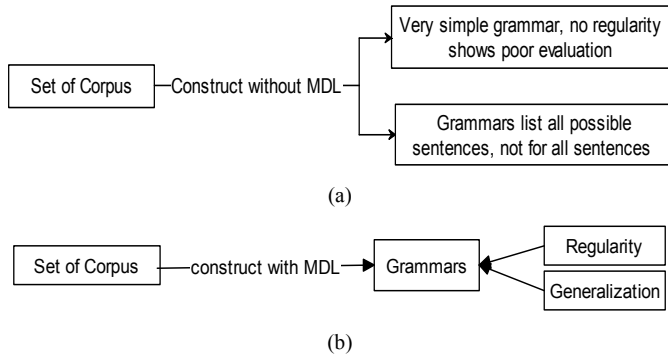 Very simple grammar, no regularity
shows poor evaluation
Set of Corpus
Construct without MDL
Grammars list all possible
sentences, not for all sentences
(a)
Set of Corpus
construct with MDL
Grammars
Regularity
Generalization
(b)